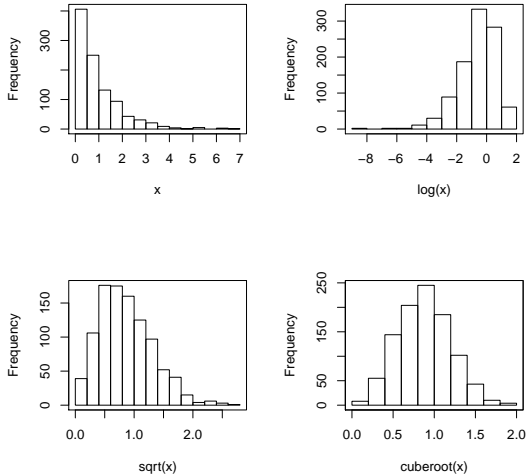 Frequency
0 100 300
0 1 2 3 4 5 6 7
x
Frequency
0 100 300
−8 −6 −4 −2 0 2
log(x)
Frequency
0 50 100 150
0.0 1.0 2.0
sqrt(x)
Frequency
0 50 150 250
0.0 0.5 1.0 1.5 2.0
cuberoot(x)